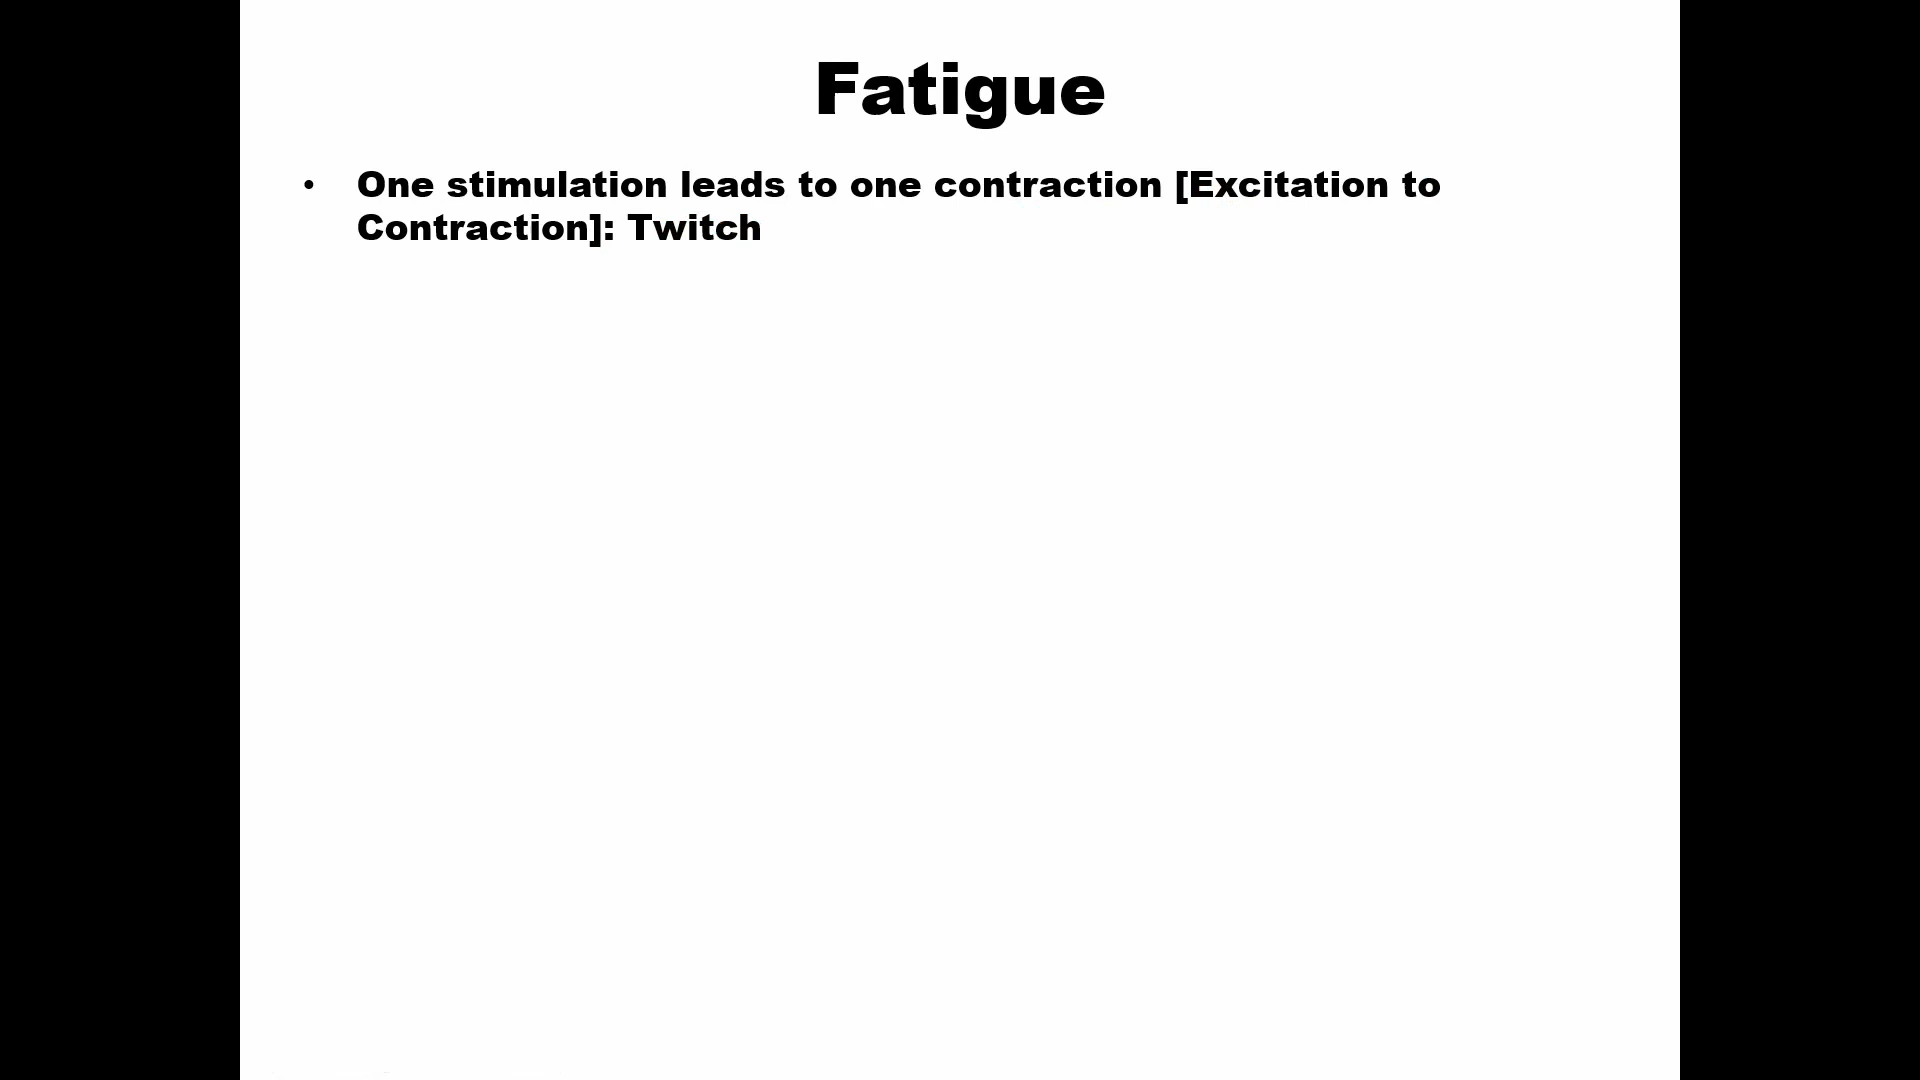 Fatigue
• One stimulation leads to one contraction [Excitation to
Contraction]: Twitch